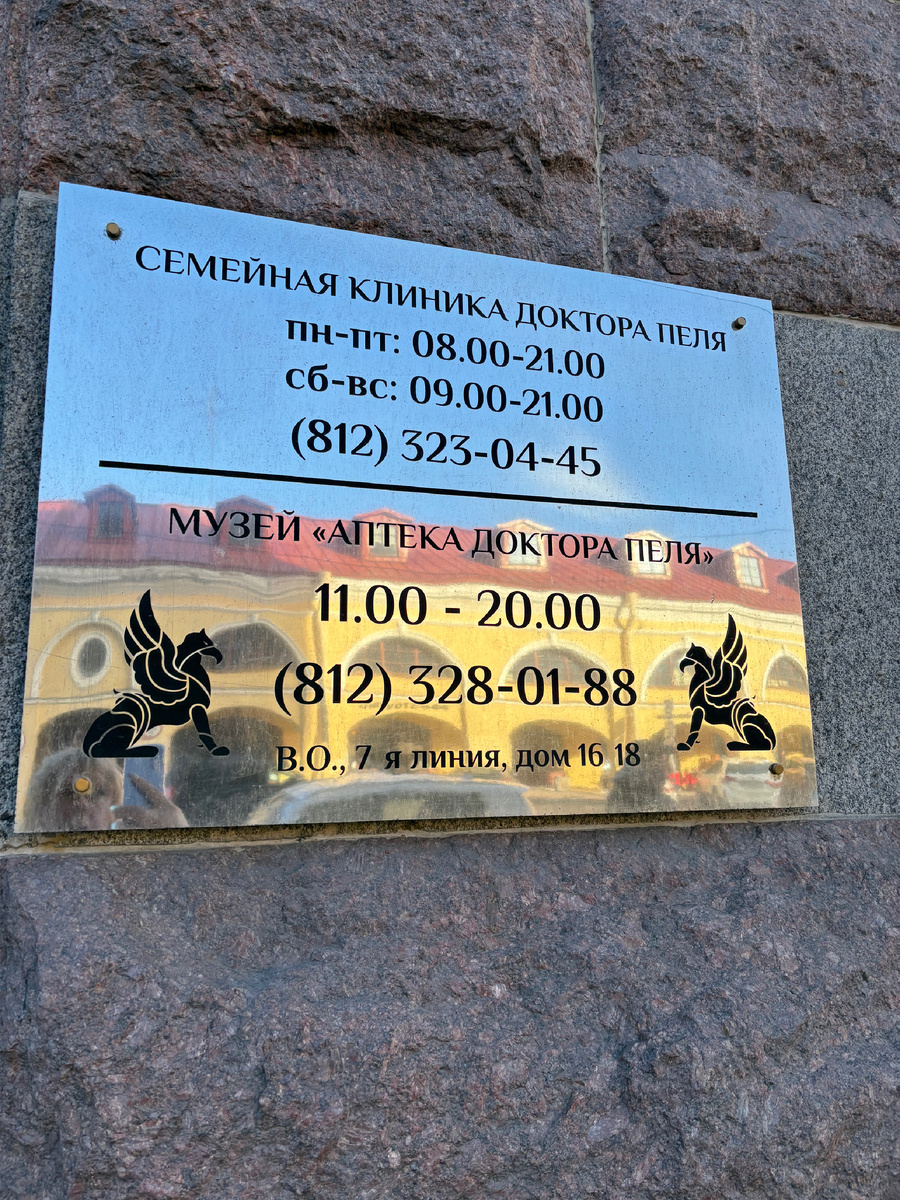 СЕМЕЙНАЯ КЛИНИКА ДОКТОРА ПЕЛЯ
пн-пт: 08.00-21.00
сб-вс: 09.00-21.00
(812) 323-04-45
МУЗЕЙ «АПТЕКА ДОКТОРА ПЕЛЯ»
11.00 - 20.00
(812) 328-01-88
В.О., 7 я линия, дом 16 18